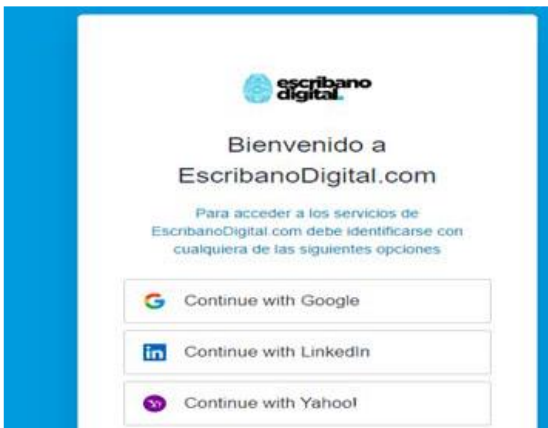 escribano
digital.
Bienvenido a
EscribanoDigital.com
Para acceder a los servicios de
EscribanoDigital.com debe identificarse con
cualquiera de las siguientes opciones
Continue with Google
Continue with LinkedIn
Continue with Yahoo!